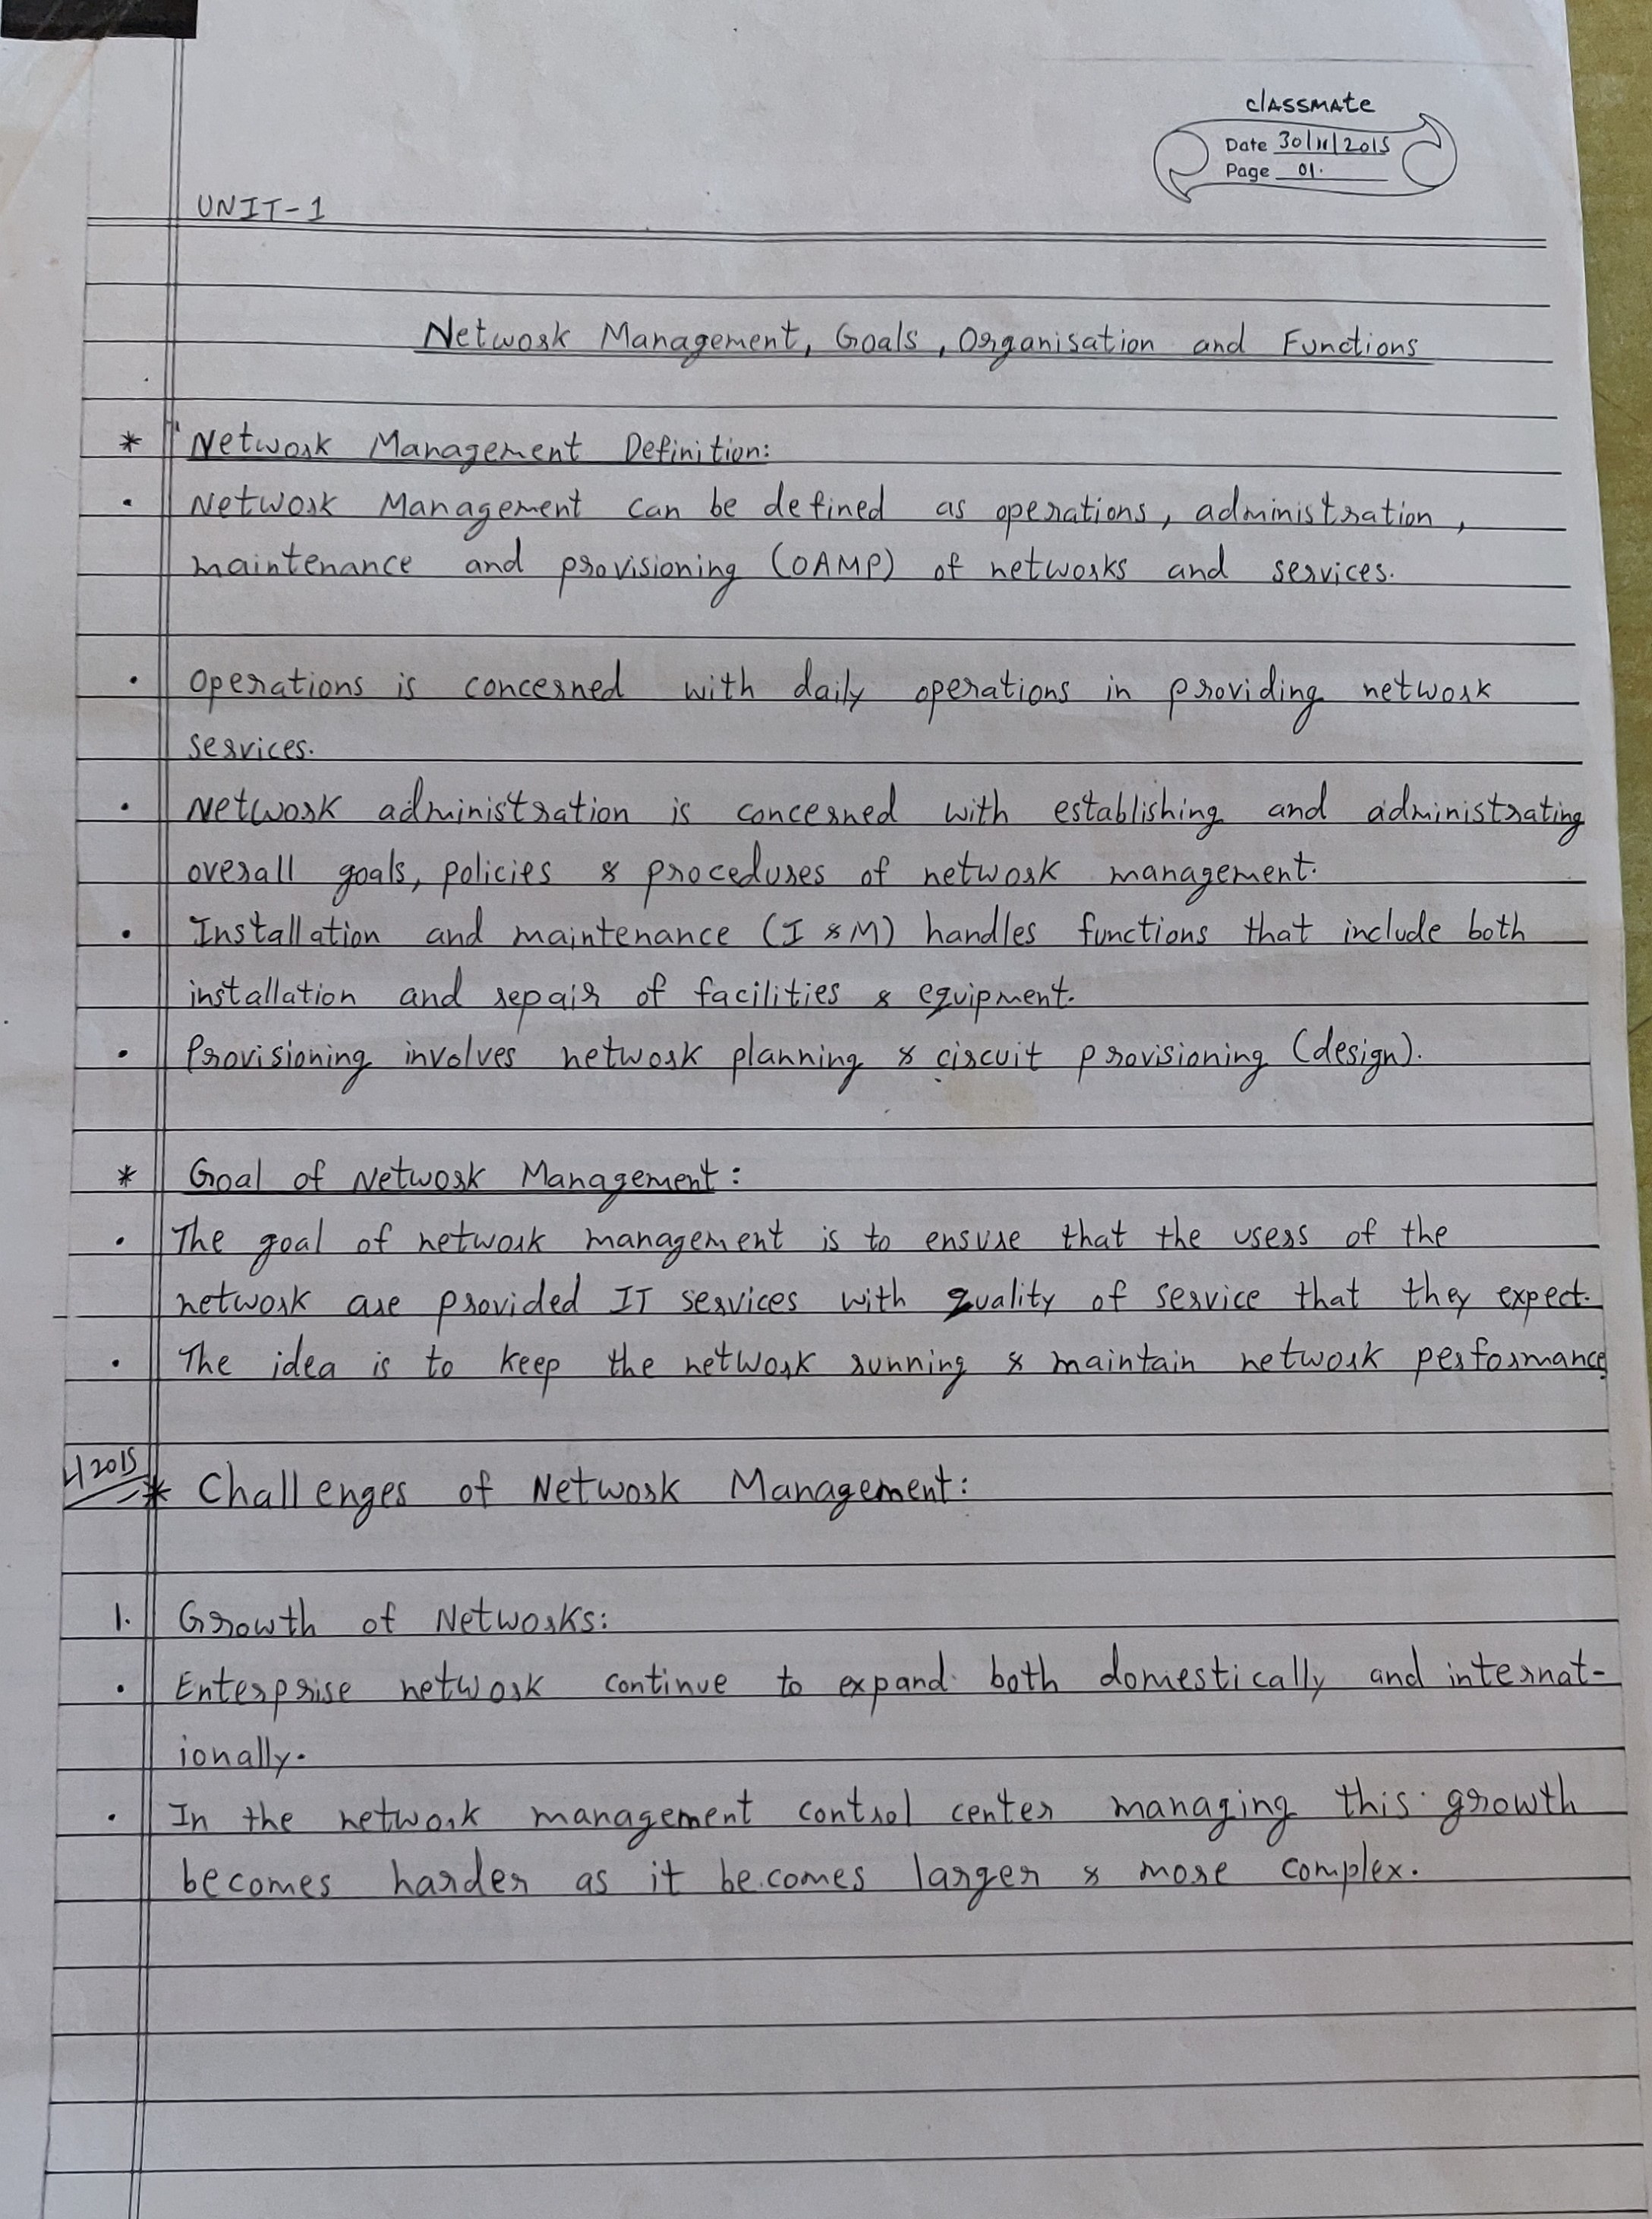 classmate
Date 30/11/2015
Page 01.
UNIT-1
Network Management, Goals, Organisation and Functions
* Network Management Definition:
• Network Management can be defined as operations, administration,
maintenance and provisioning (OAMP) of networks and services.
• Operations is concerned with daily operations in providing network
services.
• Network administration is concerned with establishing and administrating
overall goals, policies & procedures of network management.
• Installation and maintenance (I & M) handles functions that include both
installation and repair of facilities & equipment.
• Provisioning involves network planning & circuit provisioning (design).
* Goal of Network Management:
• The goal of network management is to ensure that the users of the
network are provided IT services with quality of service that they expect.
• The idea is to keep the network running & maintain network performance.
2015 * Challenges of Network Management:
1. Growth of Networks:
• Enterprise network continue to expand both domestically and internat-
ionally.
• In the network management control center managing this growth
becomes harder as it becomes larger & more complex.